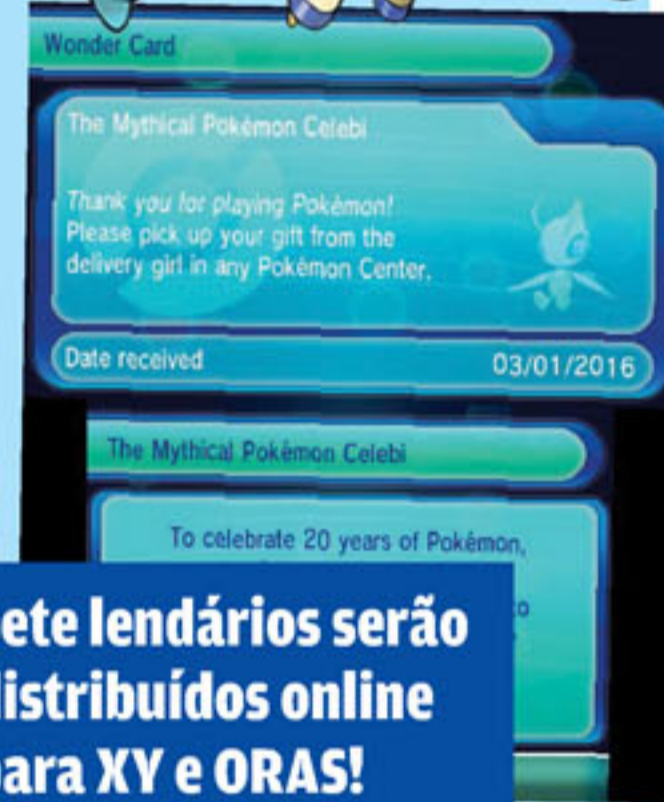 Wonder Card
The Mythical Pokémon Celebi
Thank you for playing Pokémon!
Please pick up your gift from the
delivery girl in any Pokémon Center.
Date received 03/01/2016
The Mythical Pokémon Celebi
To celebrate 20 years of Pokémon,
ete lendários serão
distribuídos online
para XY e ORAS!